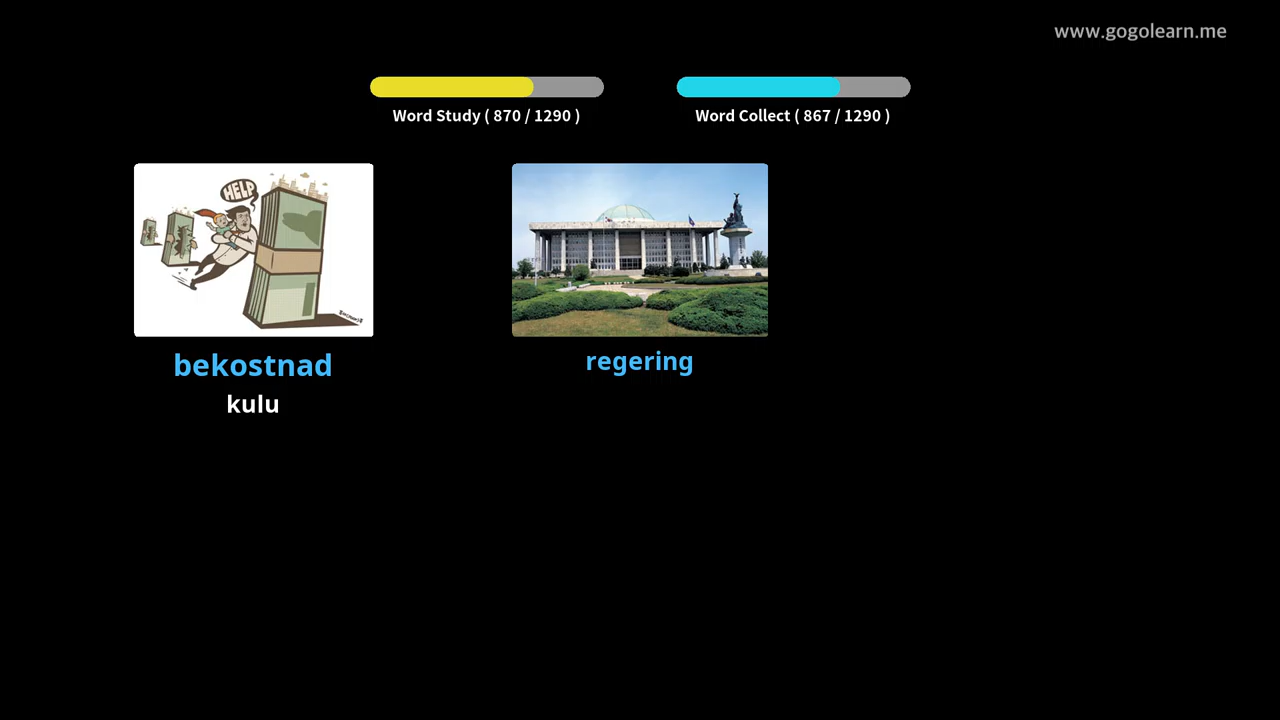 www.gogolearn.me
Word Study ( 870 / 1290 )
Word Collect ( 867 / 1290 )
HELP
bekostnad
kulu
regering